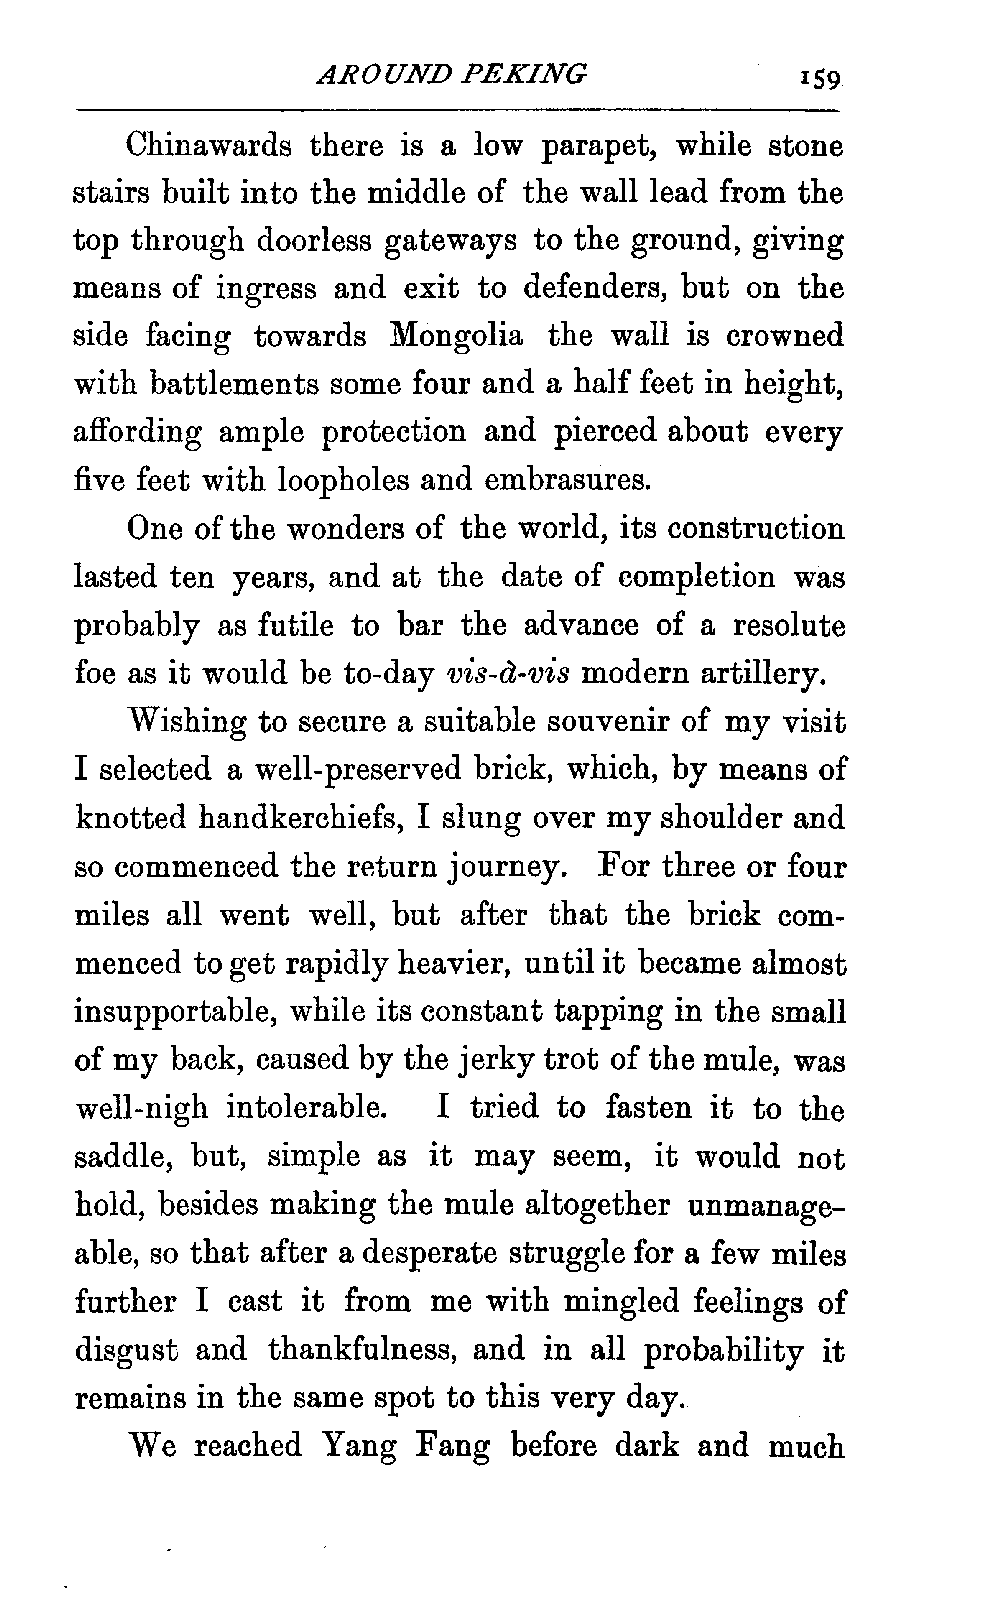 AROUND PEKING 159
Chinawards there is a low parapet, while stone
stairs built into the middle of the wall lead from the
top through doorless gateways to the ground, giving
means of ingress and exit to defenders, but on the
side facing towards Mongolia the wall is crowned
with battlements some four and a half feet in height,
affording ample protection and pierced about every
five feet with loopholes and embrasures.
One of the wonders of the world, its construction
lasted ten years, and at the date of completion was
probably as futile to bar the advance of a resolute
foe as it would be to-day vis-à-vis modern artillery.
Wishing to secure a suitable souvenir of my visit
I selected a well-preserved brick, which, by means of
knotted handkerchiefs, I slung over my shoulder and
so commenced the return journey. For three or four
miles all went well, but after that the brick com-
menced to get rapidly heavier, until it became almost
insupportable, while its constant tapping in the small
of my back, caused by the jerky trot of the mule, was
well-nigh intolerable. I tried to fasten it to the
saddle, but, simple as it may seem, it would not
hold, besides making the mule altogether unmanage-
able, so that after a desperate struggle for a few miles
further I cast it from me with mingled feelings of
disgust and thankfulness, and in all probability it
remains in the same spot to this very day.
We reached Yang Fang before dark and much